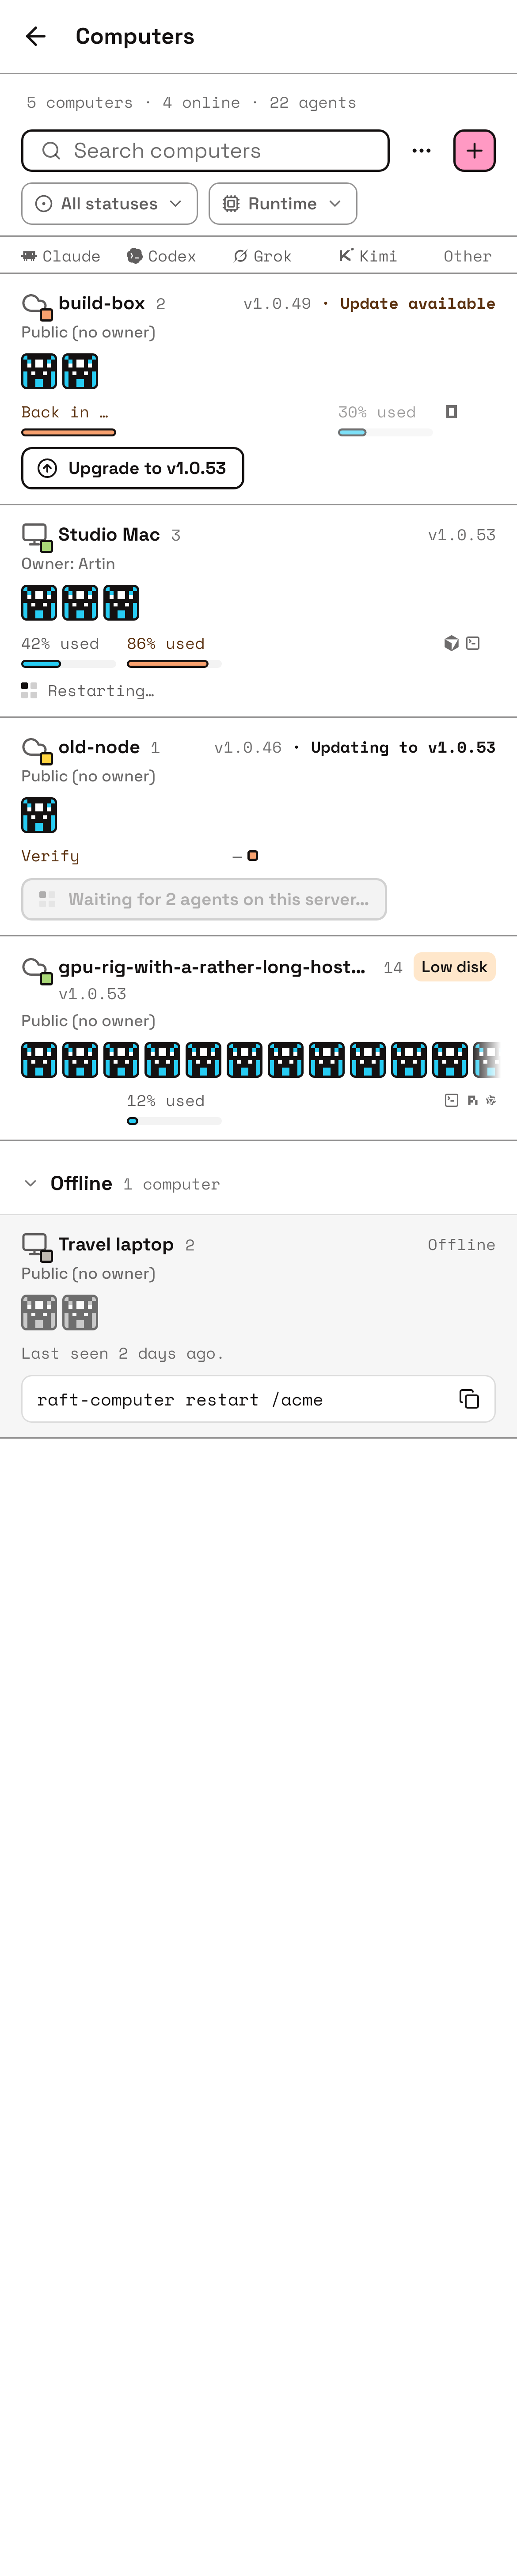 Computers
5 computers · 4 online · 22 agents
Search computers
All statuses Runtime
Claude Codex Grok Kimi Other
build-box 2 v1.0.49 · Update available
Public (no owner)
Back in … 30% used
Upgrade to v1.0.53
Studio Mac 3 v1.0.53
Owner: Artin
42% used 86% used
Restarting…
old-node 1 v1.0.46 · Updating to v1.0.53
Public (no owner)
Verify —
Waiting for 2 agents on this server…
gpu-rig-with-a-rather-long-host… 14 Low disk
v1.0.53
Public (no owner)
12% used
Offline 1 computer
Travel laptop 2 Offline
Public (no owner)
Last seen 2 days ago.
raft-computer restart /acme